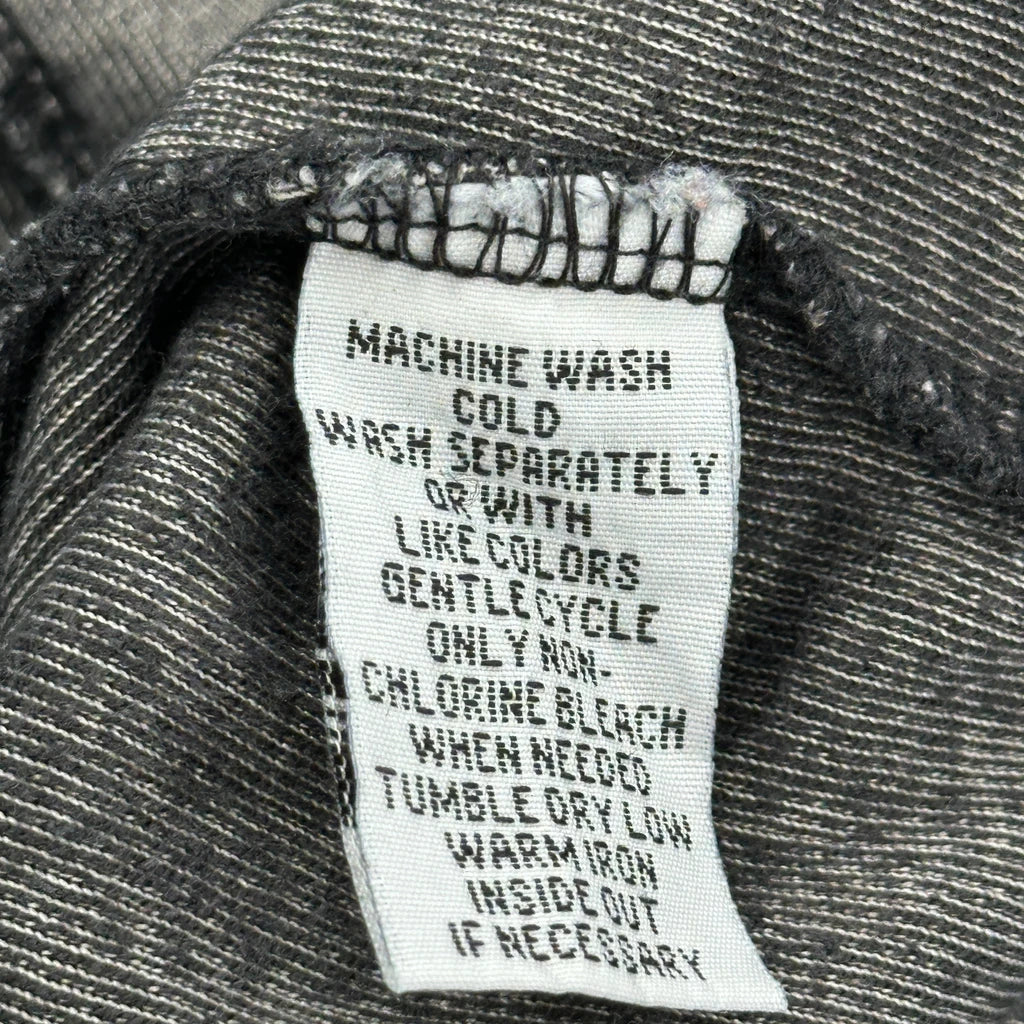 MACHINE WASH
COLD
WASH SEPARATELY
OR WITH
LIKE COLORS
GENTLE CYCLE
ONLY NON-
CHLORINE BLEACH
WHEN NEEDED
TUMBLE DRY LOW
WARM IRON
INSIDE OUT
IF NECESSARY